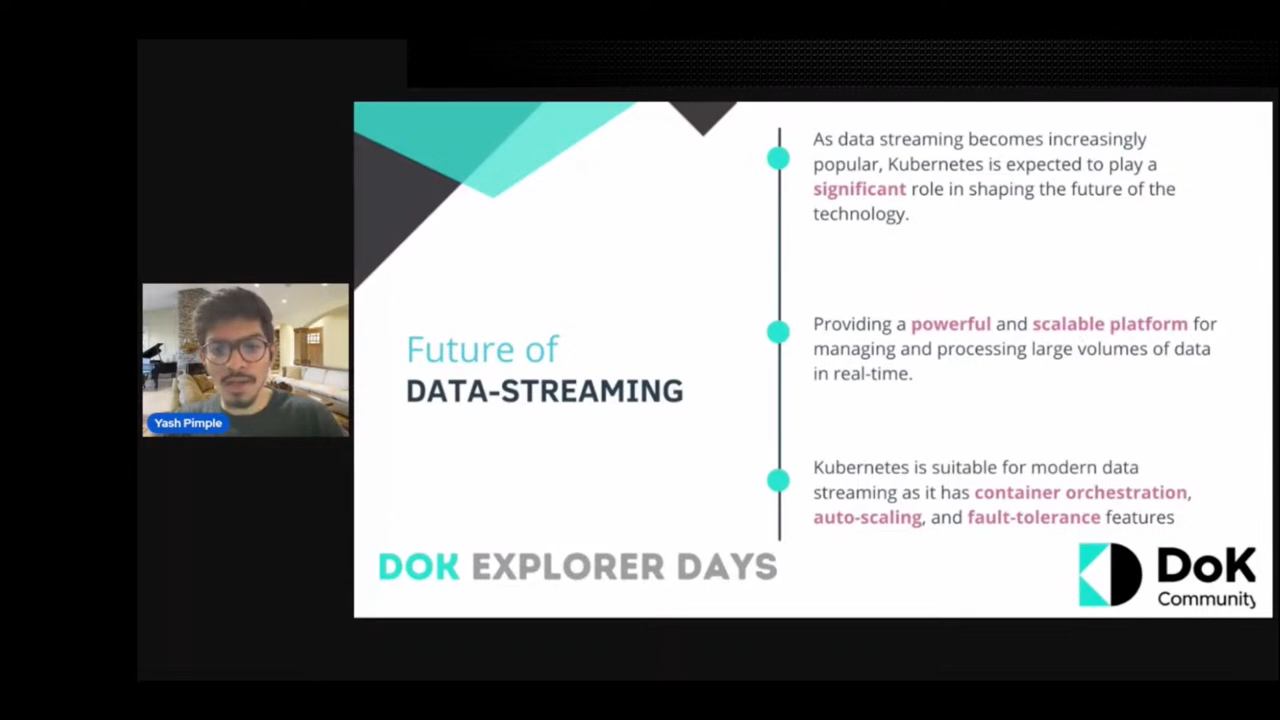 Yash Pimple
Future of
DATA-STREAMING
As data streaming becomes increasingly
popular, Kubernetes is expected to play a
significant role in shaping the future of the
technology.
Providing a powerful and scalable platform for
managing and processing large volumes of data
in real-time.
Kubernetes is suitable for modern data
streaming as it has container orchestration,
auto-scaling, and fault-tolerance features
DOK EXPLORER DAYS
DoK
Community